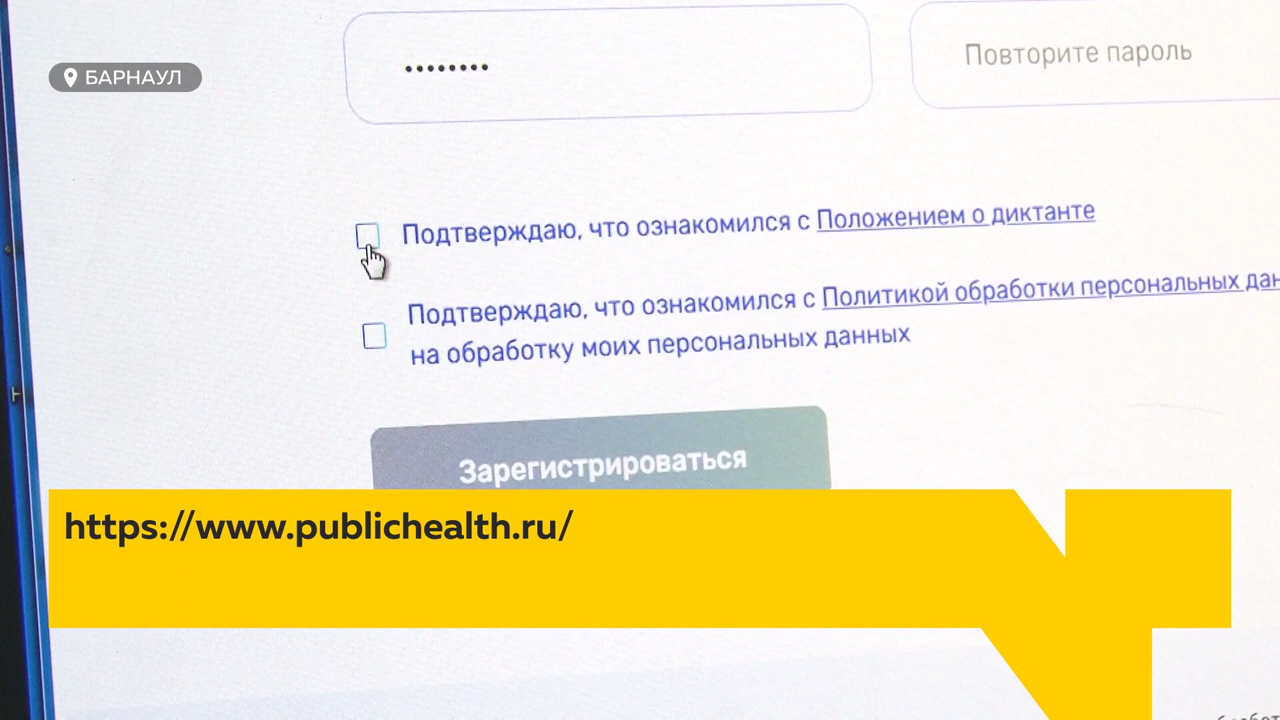 БАРНАУЛ
••••••••
Повторите пароль
Подтверждаю, что ознакомился с Положением о диктанте
Подтверждаю, что ознакомился с Политикой обработки персональных дан
на обработку моих персональных данных
Зарегистрироваться
https://www.publichealth.ru/